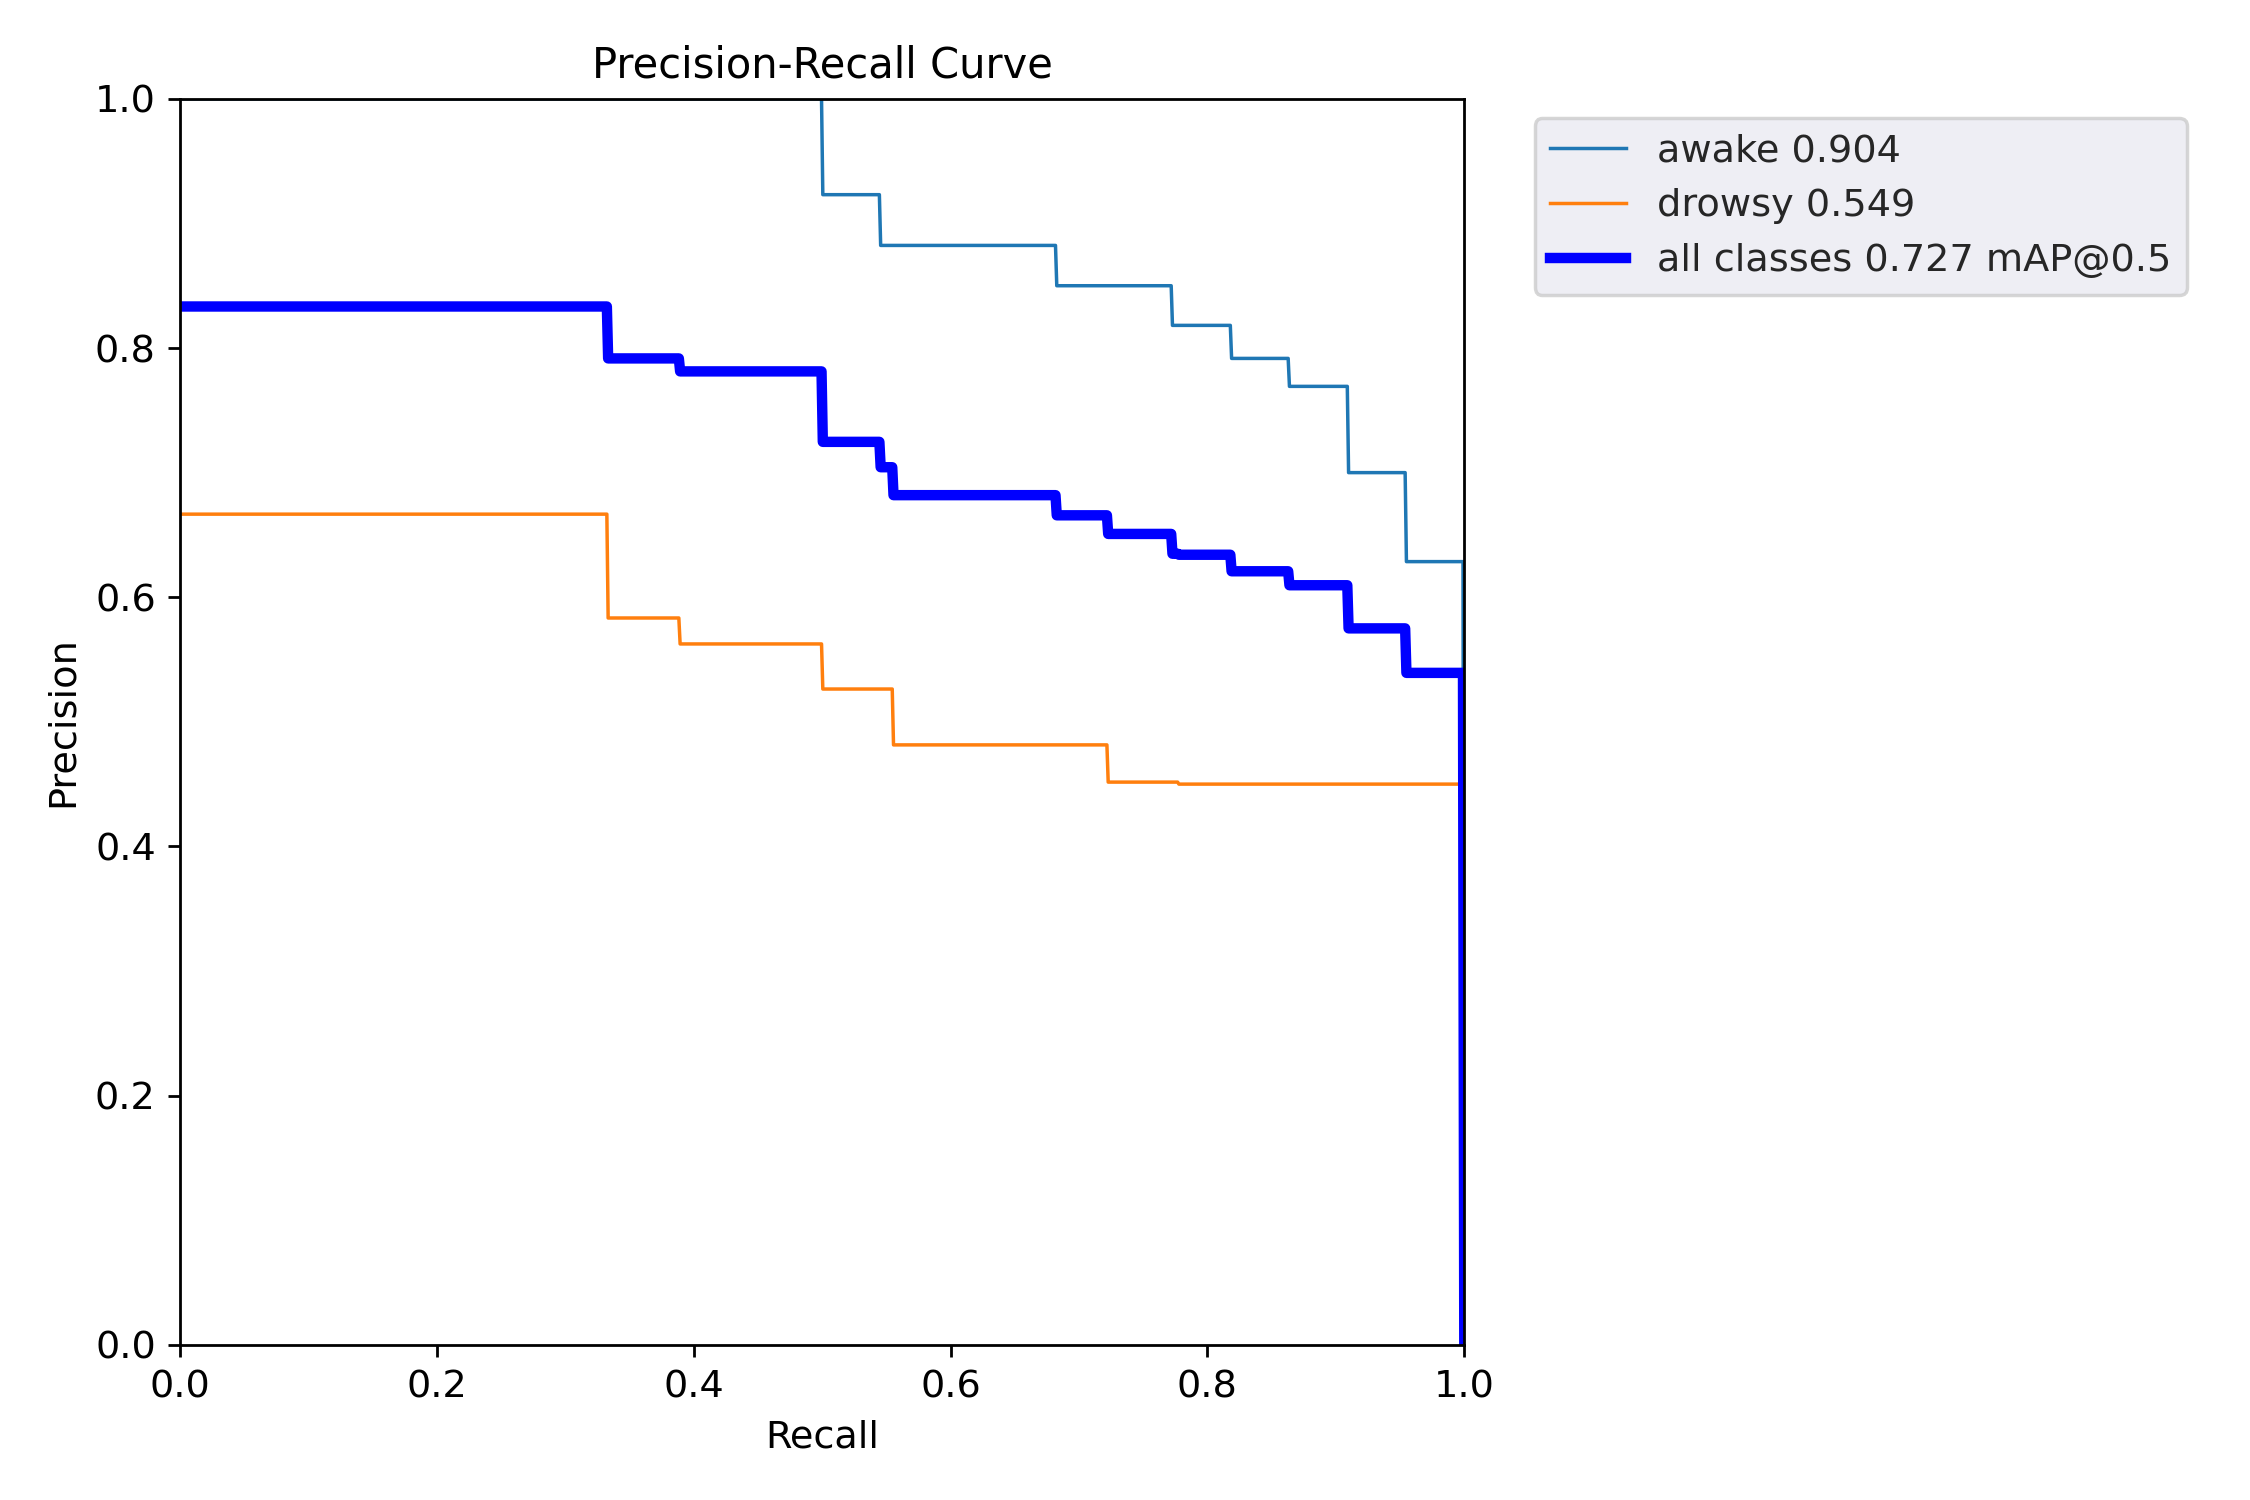 Precision-Recall Curve
1.0
0.8
0.6
0.4
0.2
0.0
Precision
0.0 0.2 0.4 0.6 0.8 1.0
Recall
awake 0.904
drowsy 0.549
all classes 0.727 mAP@0.5